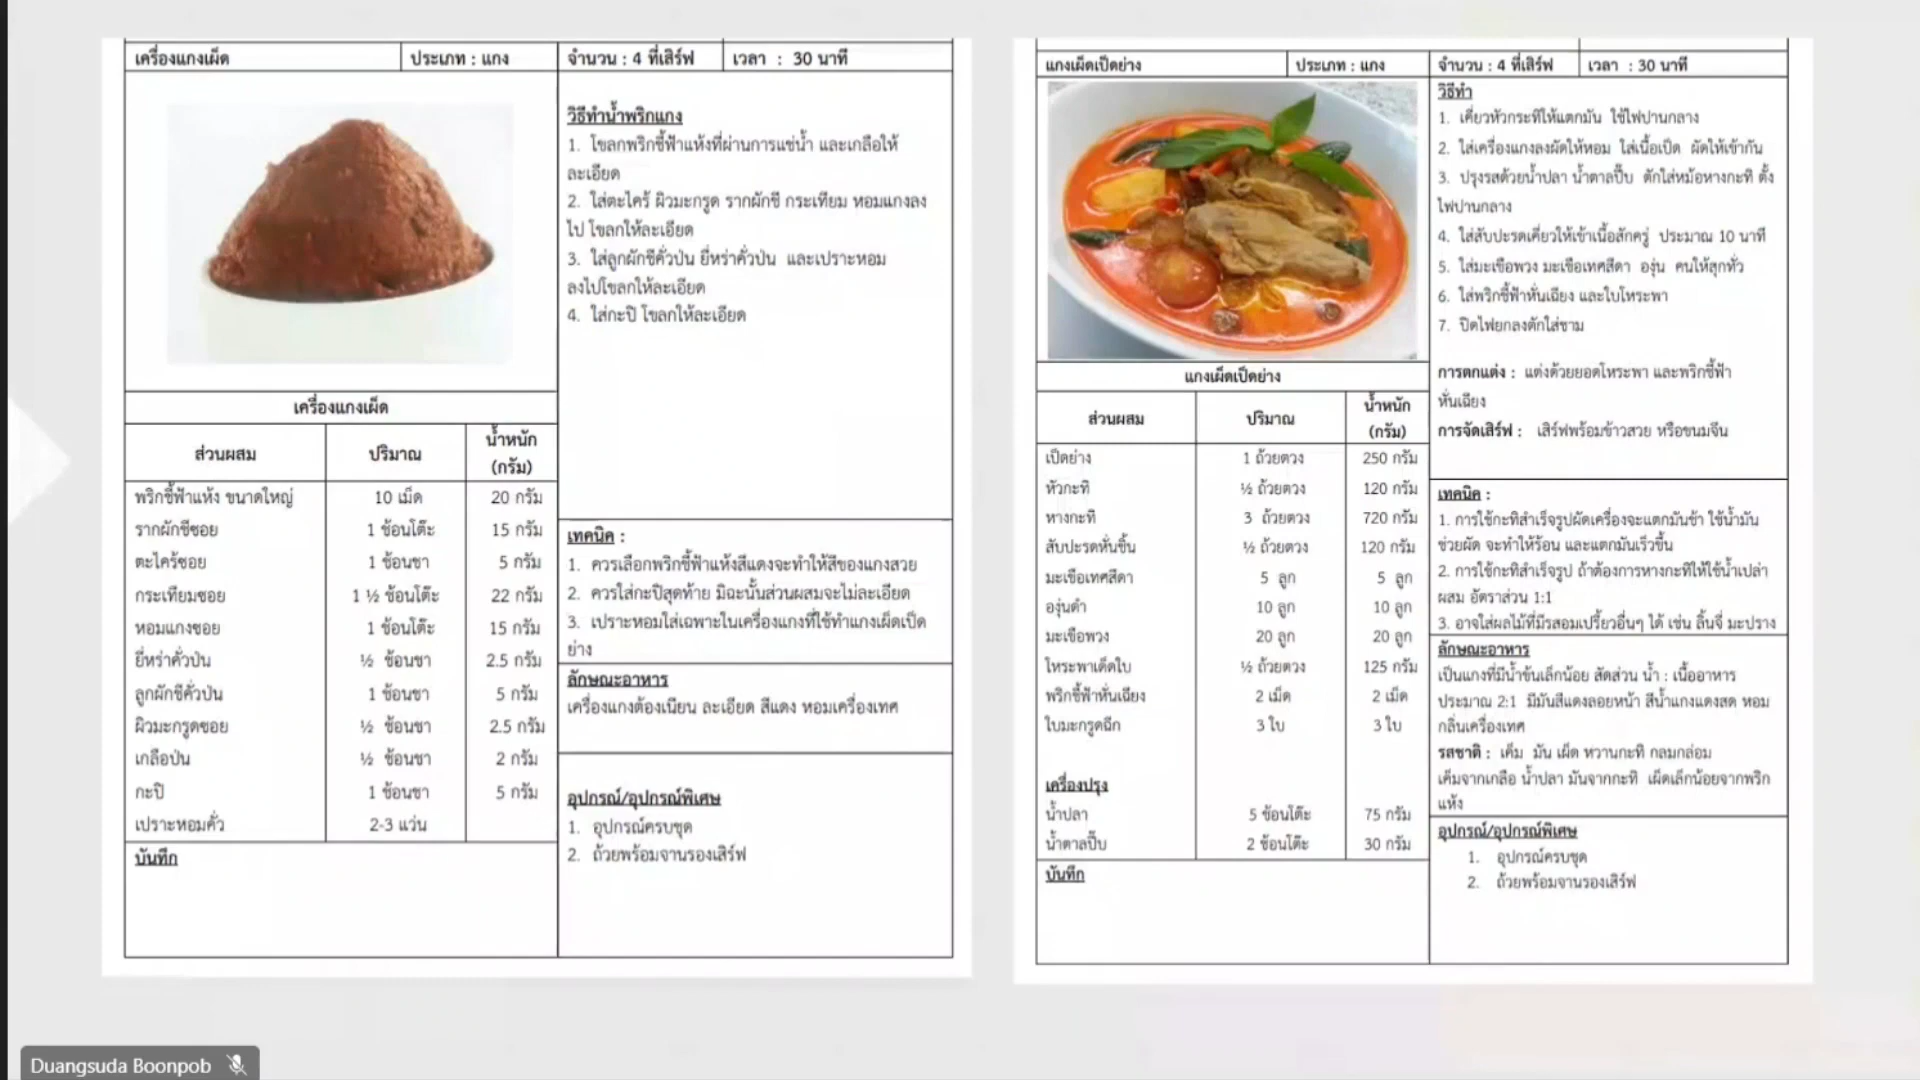 เครื่องแกงเผ็ด ประเภท : แกง จำนวน : 4 ที่เสิร์ฟ เวลา : 30 นาที
เครื่องแกงเผ็ด
ส่วนผสม ปริมาณ น้ำหนัก (กรัม)
พริกชี้ฟ้าแห้ง ขนาดใหญ่ 10 เม็ด 20 กรัม
รากผักชีซอย 1 ช้อนโต๊ะ 15 กรัม
ตะไคร้ซอย 1 ช้อนชา 5 กรัม
กระเทียมซอย 1 ½ ช้อนโต๊ะ 22 กรัม
หอมแกงซอย 1 ช้อนโต๊ะ 15 กรัม
ยี่หร่าคั่วป่น ½ ช้อนชา 2.5 กรัม
ลูกผักชีคั่วป่น 1 ช้อนชา 5 กรัม
ผิวมะกรูดซอย ½ ช้อนชา 2.5 กรัม
เกลือป่น ½ ช้อนชา 2 กรัม
กะปิ 1 ช้อนชา 5 กรัม
เปราะหอมคั่ว 2-3 แว่น
บันทึก
วิธีทำน้ำพริกแกง
1. โขลกพริกชี้ฟ้าแห้งที่ผ่านการแช่น้ำ และเกลือให้
ละเอียด
2. ใส่ตะไคร้ ผิวมะกรูด รากผักชี กระเทียม หอมแกงลง
ไป โขลกให้ละเอียด
3. ใส่ลูกผักชีคั่วป่น ยี่หร่าคั่วป่น และเปราะหอม
ลงไปโขลกให้ละเอียด
4. ใส่กะปิ โขลกให้ละเอียด
เทคนิค :
1. ควรเลือกพริกชี้ฟ้าแห้งสีแดงจะทำให้สีของแกงสวย
2. ควรใส่กะปิสุดท้าย มิฉะนั้นส่วนผสมจะไม่ละเอียด
3. เปราะหอมใส่เฉพาะในเครื่องแกงที่ใช้ทำแกงเผ็ดเป็ด
ย่าง
ลักษณะอาหาร
เครื่องแกงต้องเนียน ละเอียด สีแดง หอมเครื่องเทศ
อุปกรณ์/อุปกรณ์พิเศษ
1. อุปกรณ์ครบชุด
2. ถ้วยพร้อมจานรองเสิร์ฟ
แกงเผ็ดเป็ดย่าง ประเภท : แกง จำนวน : 4 ที่เสิร์ฟ เวลา : 30 นาที
แกงเผ็ดเป็ดย่าง
ส่วนผสม ปริมาณ น้ำหนัก (กรัม)
เป็ดย่าง 1 ถ้วยตวง 250 กรัม
หัวกะทิ ½ ถ้วยตวง 120 กรัม
หางกะทิ 3 ถ้วยตวง 720 กรัม
สับปะรดหั่นชิ้น ½ ถ้วยตวง 120 กรัม
มะเขือเทศสีดา 5 ลูก 5 ลูก
องุ่นดำ 10 ลูก 10 ลูก
มะเขือพวง 20 ลูก 20 ลูก
โหระพาเด็ดใบ ½ ถ้วยตวง 125 กรัม
พริกชี้ฟ้าหั่นเฉียง 2 เม็ด 2 เม็ด
ใบมะกรูดฉีก 3 ใบ 3 ใบ
เครื่องปรุง
น้ำปลา 5 ช้อนโต๊ะ 75 กรัม
น้ำตาลปี๊บ 2 ช้อนโต๊ะ 30 กรัม
บันทึก
วิธีทำ
1. เคี่ยวหัวกระทิให้แตกมัน ใช้ไฟปานกลาง
2. ใส่เครื่องแกงลงผัดให้หอม ใส่เนื้อเป็ด ผัดให้เข้ากัน
3. ปรุงรสด้วยน้ำปลา น้ำตาลปี๊บ ตักใส่หม้อหางกะทิ ตั้ง
ไฟปานกลาง
4. ใส่สับปะรดเคี่ยวให้เข้าเนื้อสักครู่ ประมาณ 10 นาที
5. ใส่มะเขือพวง มะเขือเทศสีดา องุ่น คนให้สุกทั่ว
6. ใส่พริกชี้ฟ้าหั่นเฉียง และใบโหระพา
7. ปิดไฟยกลงตักใส่ชาม
การตกแต่ง : แต่งด้วยยอดโหระพา และพริกชี้ฟ้า
หั่นเฉียง
การจัดเสิร์ฟ : เสิร์ฟพร้อมข้าวสวย หรือขนมจีน
เทคนิค :
1. การใช้กะทิสำเร็จรูปผัดเครื่องจะแตกมันช้า ใช้น้ำมัน
ช่วยผัด จะทำให้ร้อน และแตกมันเร็วขึ้น
2. การใช้กะทิสำเร็จรูป ถ้าต้องการหางกะทิให้ใช้น้ำเปล่า
ผสม อัตราส่วน 1:1
3. อาจใส่ผลไม้ที่มีรสอมเปรี้ยวอื่นๆ ได้ เช่น ลิ้นจี่ มะปราง
ลักษณะอาหาร
เป็นแกงที่มีน้ำข้นเล็กน้อย สัดส่วน น้ำ : เนื้ออาหาร
ประมาณ 2:1 มีมันสีแดงลอยหน้า สีน้ำแกงแดงสด หอม
กลิ่นเครื่องเทศ
รสชาติ : เค็ม มัน เผ็ด หวานกะทิ กลมกล่อม
เค็มจากเกลือ น้ำปลา มันจากกะทิ เผ็ดเล็กน้อยจากพริก
แห้ง
อุปกรณ์/อุปกรณ์พิเศษ
1. อุปกรณ์ครบชุด
2. ถ้วยพร้อมจานรองเสิร์ฟ
Duangsuda Boonpob